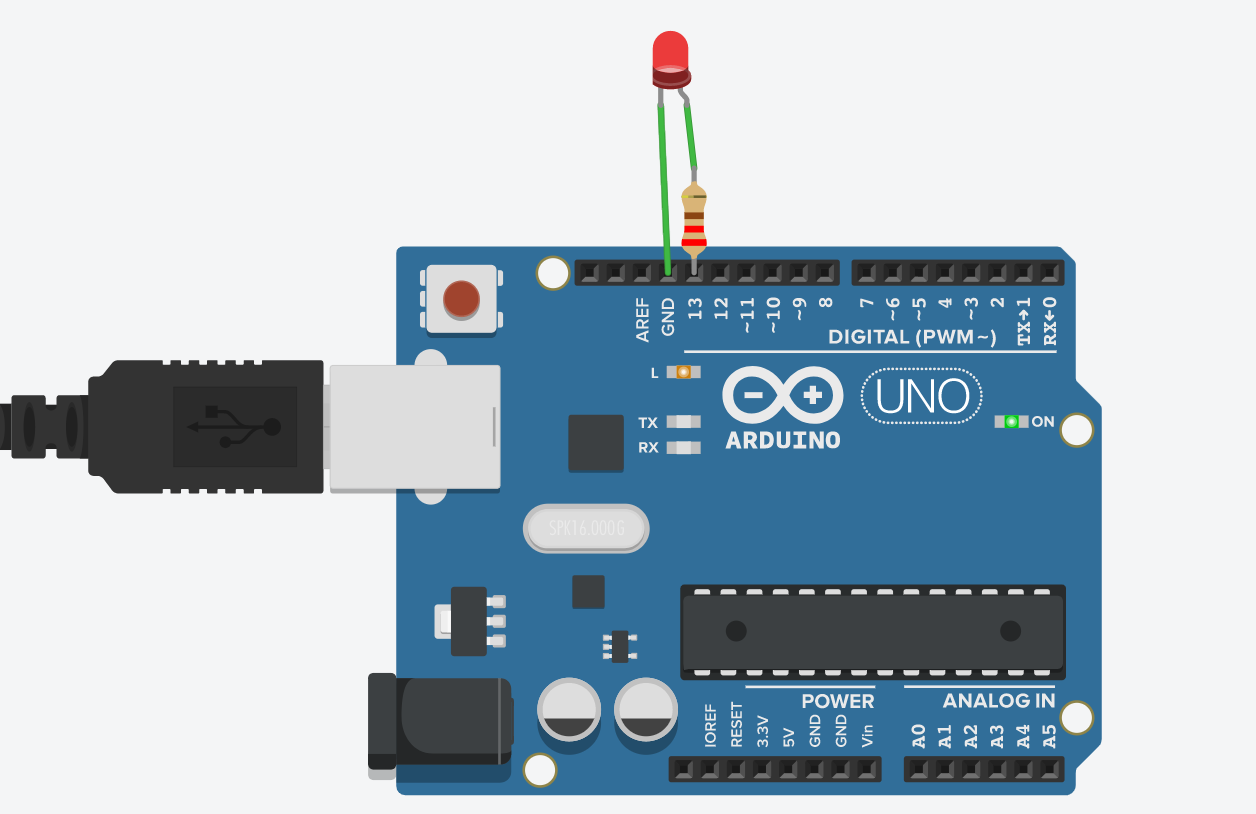 AREF
GND
13
12
~11
~10
~9
8
7
~6
~5
4
~3
2
TX→1
RX←0
DIGITAL (PWM~)
L
TX
RX
ARDUINO
UNO
ON
SPK16.000G
POWER
ANALOG IN
IOREF
RESET
3.3V
5V
GND
GND
Vin
A0
A1
A2
A3
A4
A5